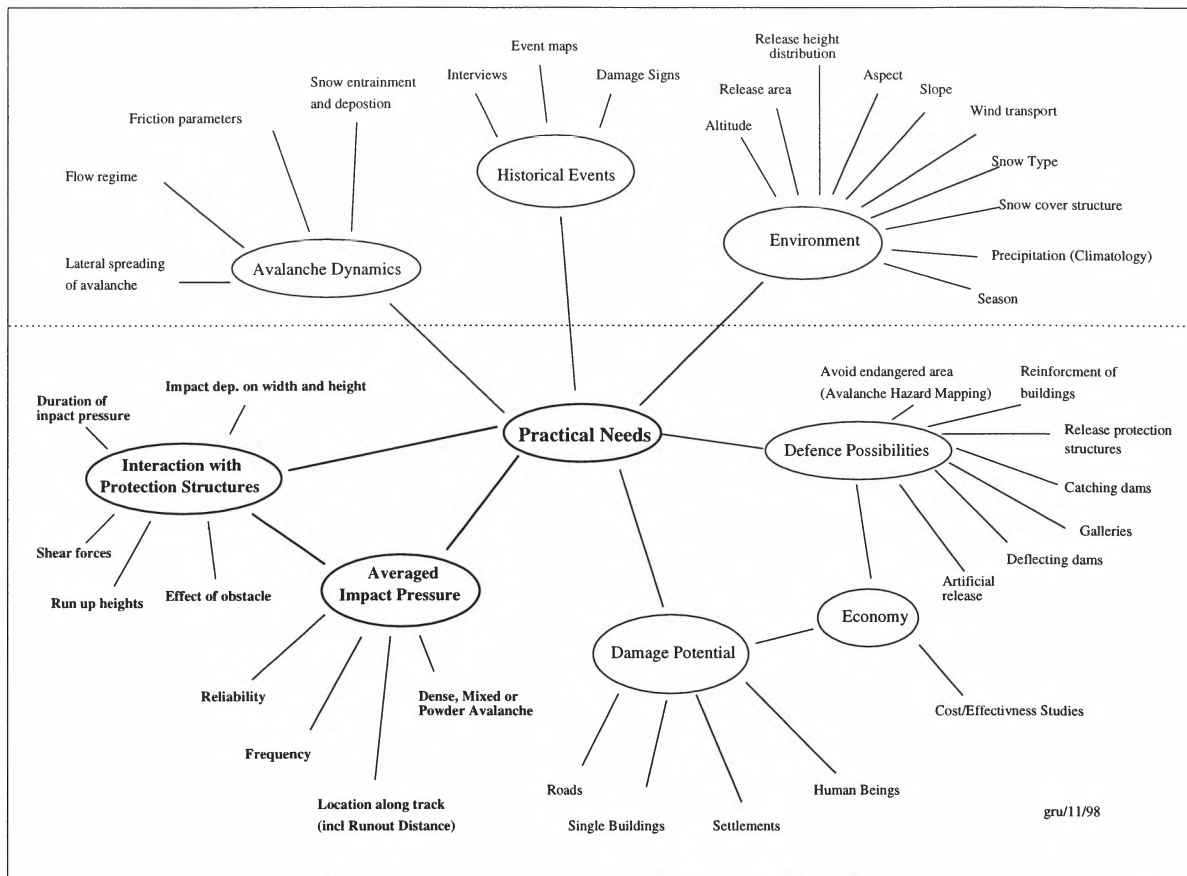 Release height
distribution
Event maps
Interviews
Damage Signs
Aspect
Snow entrainment
and depostion
Release area
Slope
Wind transport
Friction parameters
Altitude
Snow Type
Flow regime
Historical Events
Snow cover structure
Environment
Lateral spreading
of avalanche
Avalanche Dynamics
Precipitation (Climatology)
Season
Impact dep. on width and height
Avoid endangered area
(Avalanche Hazard Mapping)
Reinforcment of
buildings
Duration of
inpact pressure
Practical Needs
Release protection
structures
Defence Possibilities
Interaction with
Protection Structures
Catching dams
Galleries
Shear forces
Deflecting dams
Averaged
Impact Pressure
Artificial
release
Run up heights
Effect of obstacle
Economy
Damage Potential
Reliability
Dense, Mixed or
Powder Avalanche
Cost/Effectivness Studies
Frequency
Roads
Human Beings
Location along track
(incl Runout Distance)
Single Buildings
Settlements
gru/11/98